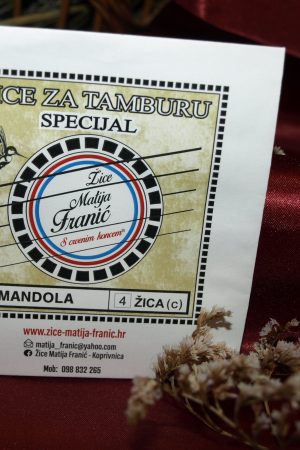 ICE ZA TAMBURU
SPECIJAL
Žice
Matija
Franić
S crvenim koncem®
MANDOLA
4 ŽICA (c)
www.zice-matija-franic.hr
matija_franic@yahoo.com
Žice Matija Franić - Koprivnica
Mob: 098 832 265